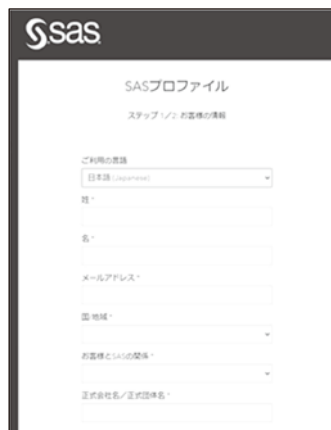 sas
SASプロファイル
ステップ 1/2: お客様の情報
ご利用の言語
日本語 (Japanese)
姓 *
名 *
メールアドレス *
国/地域 *
お客様とSASの関係 *
正式会社名/正式団体名 *